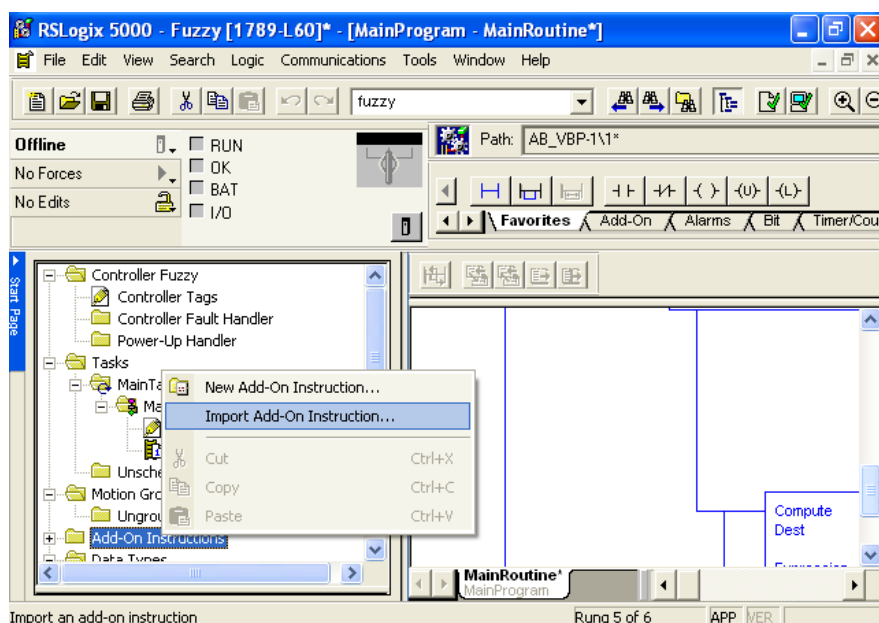 RSLogix 5000 - Fuzzy [1789-L60]* - [MainProgram - MainRoutine*]
File Edit View Search Logic Communications Tools Window Help
fuzzy
Offline
RUN
No Forces
OK
No Edits
BAT
I/O
Path: AB_VBP-1\1*
Favorites Add-On Alarms Bit Timer/Cou
Start Page
Controller Fuzzy
Controller Tags
Controller Fault Handler
Power-Up Handler
Tasks
MainTa
Ma
Unsche
Motion Gro
Ungrou
Add-On Instructions
Data Types
New Add-On Instruction...
Import Add-On Instruction...
Cut Ctrl+X
Copy Ctrl+C
Paste Ctrl+V
Compute
Dest
Expression
MainRoutine*
MainProgram
Import an add-on instruction
Rung 5 of 6 APP VER